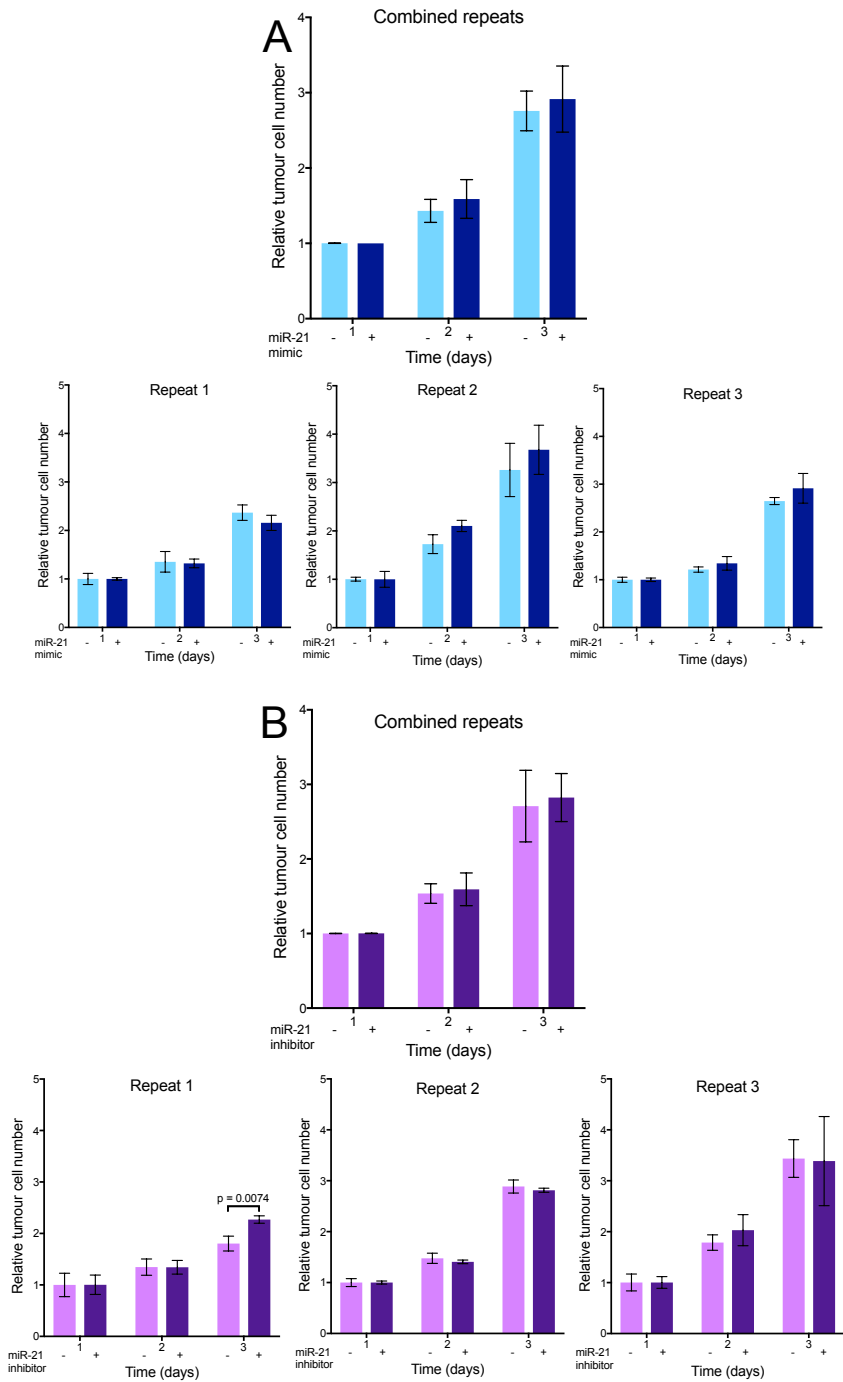 A
Combined repeats
Relative tumour cell number
4
3
2
1
0
1 2 3
miR-21 - + - + - +
mimic
Time (days)
Repeat 1
Relative tumour cell number
5
4
3
2
1
0
1 2 3
miR-21 - + - + - +
mimic
Time (days)
Repeat 2
Relative tumour cell number
5
4
3
2
1
0
1 2 3
miR-21 - + - + - +
mimic
Time (days)
Repeat 3
Relative tumour cell number
5
4
3
2
1
0
1 2 3
miR-21 - + - + - +
mimic
Time (days)
B
Combined repeats
Relative tumour cell number
4
3
2
1
0
1 2 3
miR-21 - + - + - +
inhibitor
Time (days)
Repeat 1
Relative tumour cell number
5
4
3
2
1
0
p = 0.0074
1 2 3
miR-21 - + - + - +
inhibitor
Time (days)
Repeat 2
Relative tumour cell number
5
4
3
2
1
0
1 2 3
miR-21 - + - + - +
inhibitor
Time (days)
Repeat 3
Relative tumour cell number
5
4
3
2
1
0
1 2 3
miR-21 - + - + - +
inhibitor
Time (days)